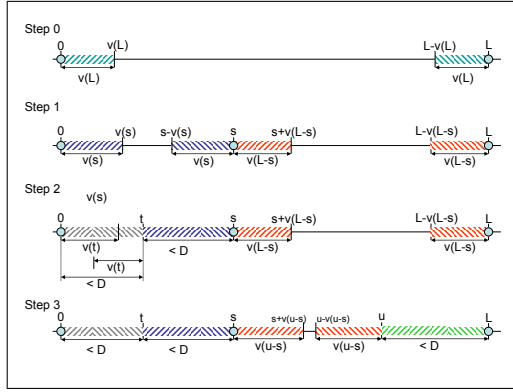 Step 0
0 v(L) L-v(L) L
v(L) v(L)
Step 1
0 v(s) s-v(s) s s+v(L-s) L-v(L-s) L
v(s) v(s) v(L-s) v(L-s)
Step 2
v(s)
0 t s s+v(L-s) L-v(L-s) L
v(t) < D v(L-s) v(L-s)
v(t)
< D
Step 3
0 t s s+v(u-s) u-v(u-s) u L
< D < D v(u-s) v(u-s) < D